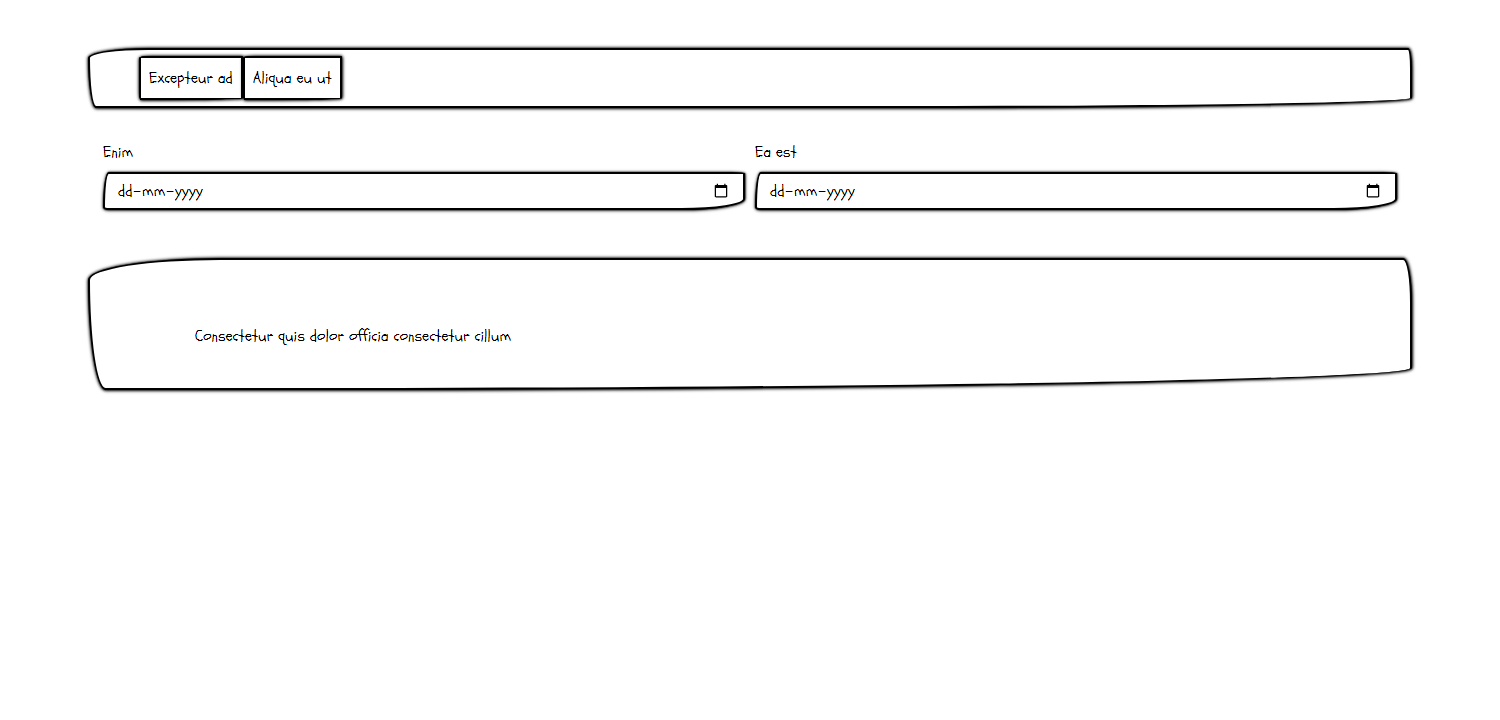 Excepteur ad Aliqua eu ut
Enim Ea est
dd-mm-yyyy dd-mm-yyyy
Consectetur quis dolor officia consectetur cillum